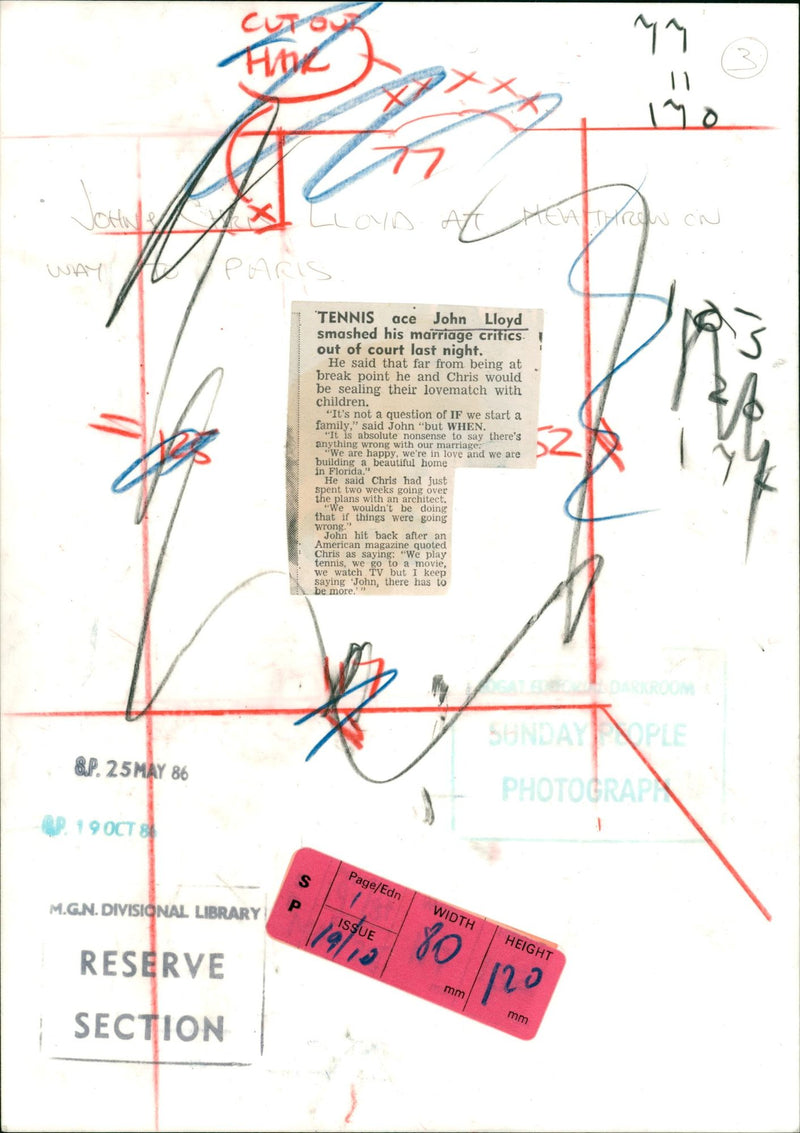 CUT OUT
HAIR
3
77
11
170
x x x x x
77
x
JOHN & CHRIS LLOYD AT HEATHROW ON
WAY TO PARIS
TENNIS ace John Lloyd
smashed his marriage critics
out of court last night.
He said that far from being at
break point he and Chris would
be sealing their lovematch with
children.
"It's not a question of IF we start a
family," said John "but WHEN.
"It is absolute nonsense to say there's
anything wrong with our marriage.
"We are happy, we're in love and we are
building a beautiful home
in Florida."
He said Chris had just
spent two weeks going over
the plans with an architect.
"We wouldn't be doing
that if things were going
wrong."
John hit back after an
American magazine quoted
Chris as saying: "We play
tennis, we go to a movie,
we watch TV but I keep
saying 'John, there has to
be more.'"
117
SOGAT EDITORIAL DARKROOM
SUNDAY PEOPLE
PHOTOGRAPH
S.P. 25 MAY 86
S.P. 19 OCT 86
M.G.N. DIVISIONAL LIBRARY
RESERVE
SECTION
S P
Page/Edn
1
ISSUE
19/10
WIDTH
80
mm
HEIGHT
120
mm